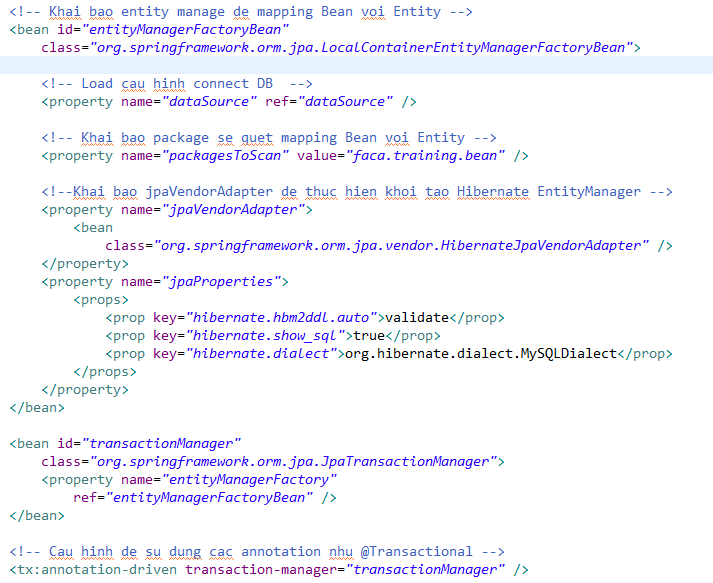 <!-- Khai bao entity manage de mapping Bean voi Entity -->
<bean id="entityManagerFactoryBean"
class="org.springframework.orm.jpa.LocalContainerEntityManagerFactoryBean">
<!-- Load cau hinh connect DB  -->
<property name="dataSource" ref="dataSource" />
<!-- Khai bao package se quet mapping Bean voi Entity -->
<property name="packagesToScan" value="faca.training.bean" />
<!--Khai bao jpaVendorAdapter de thuc hien khoi tao Hibernate EntityManager -->
<property name="jpaVendorAdapter">
<bean
class="org.springframework.orm.jpa.vendor.HibernateJpaVendorAdapter" />
</property>
<property name="jpaProperties">
<props>
<prop key="hibernate.hbm2ddl.auto">validate</prop>
<prop key="hibernate.show_sql">true</prop>
<prop key="hibernate.dialect">org.hibernate.dialect.MySQLDialect</prop>
</props>
</property>
</bean>
<bean id="transactionManager"
class="org.springframework.orm.jpa.JpaTransactionManager">
<property name="entityManagerFactory"
ref="entityManagerFactoryBean" />
</bean>
<!-- Cau hinh de su dung cac annotation nhu @Transactional -->
<tx:annotation-driven transaction-manager="transactionManager" />